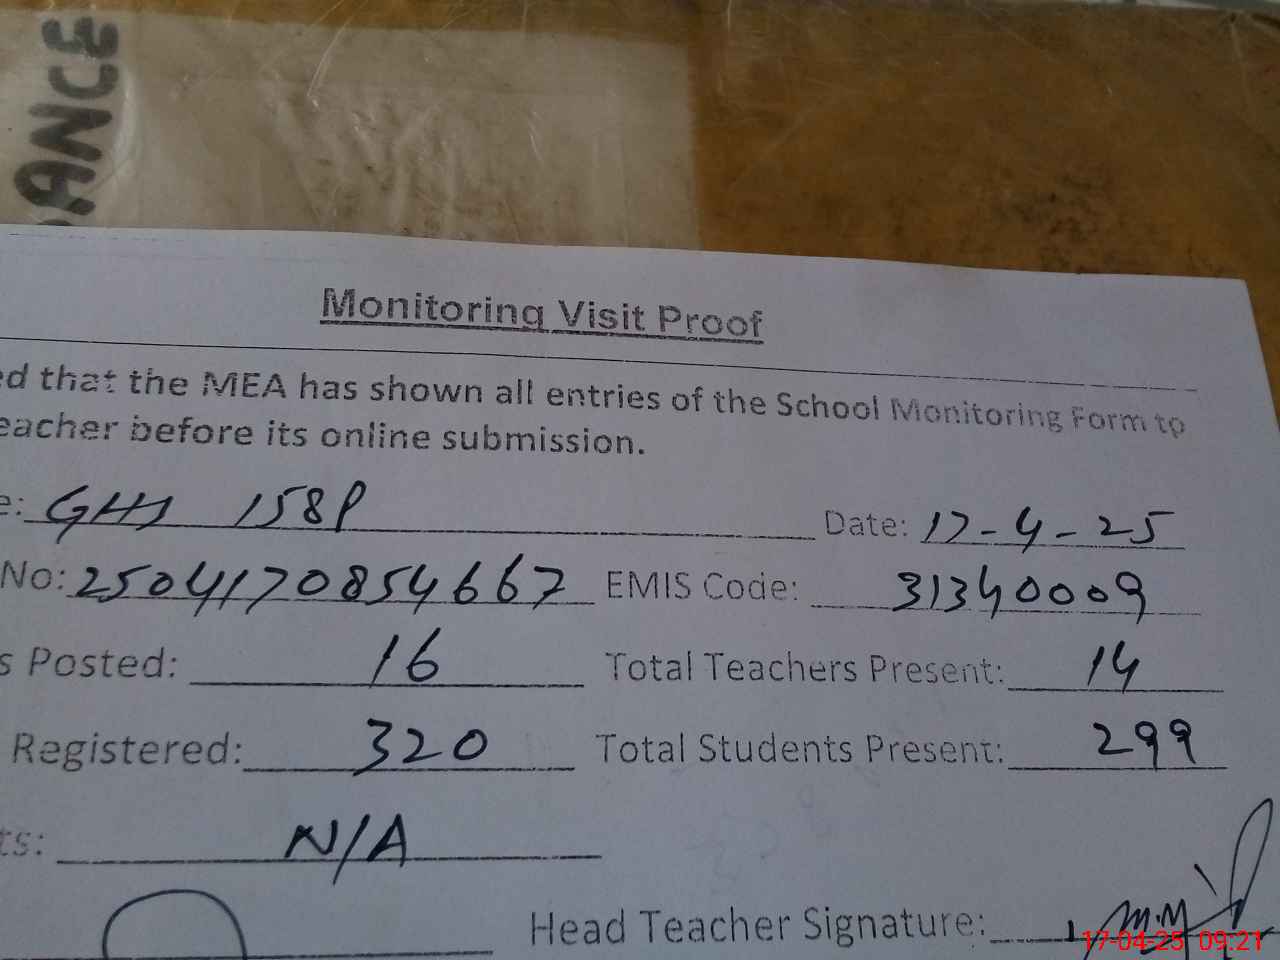 ANCE
Monitoring Visit Proof
ed that the MEA has shown all entries of the School Monitoring Form to
eacher before its online submission.
e: GHS 158P Date: 17-4-25
No: 2504170854667 EMIS Code: 31340009
s Posted: 16 Total Teachers Present: 14
Registered: 320 Total Students Present: 299
ts: N/A
Head Teacher Signature:
17-04-25 09:21